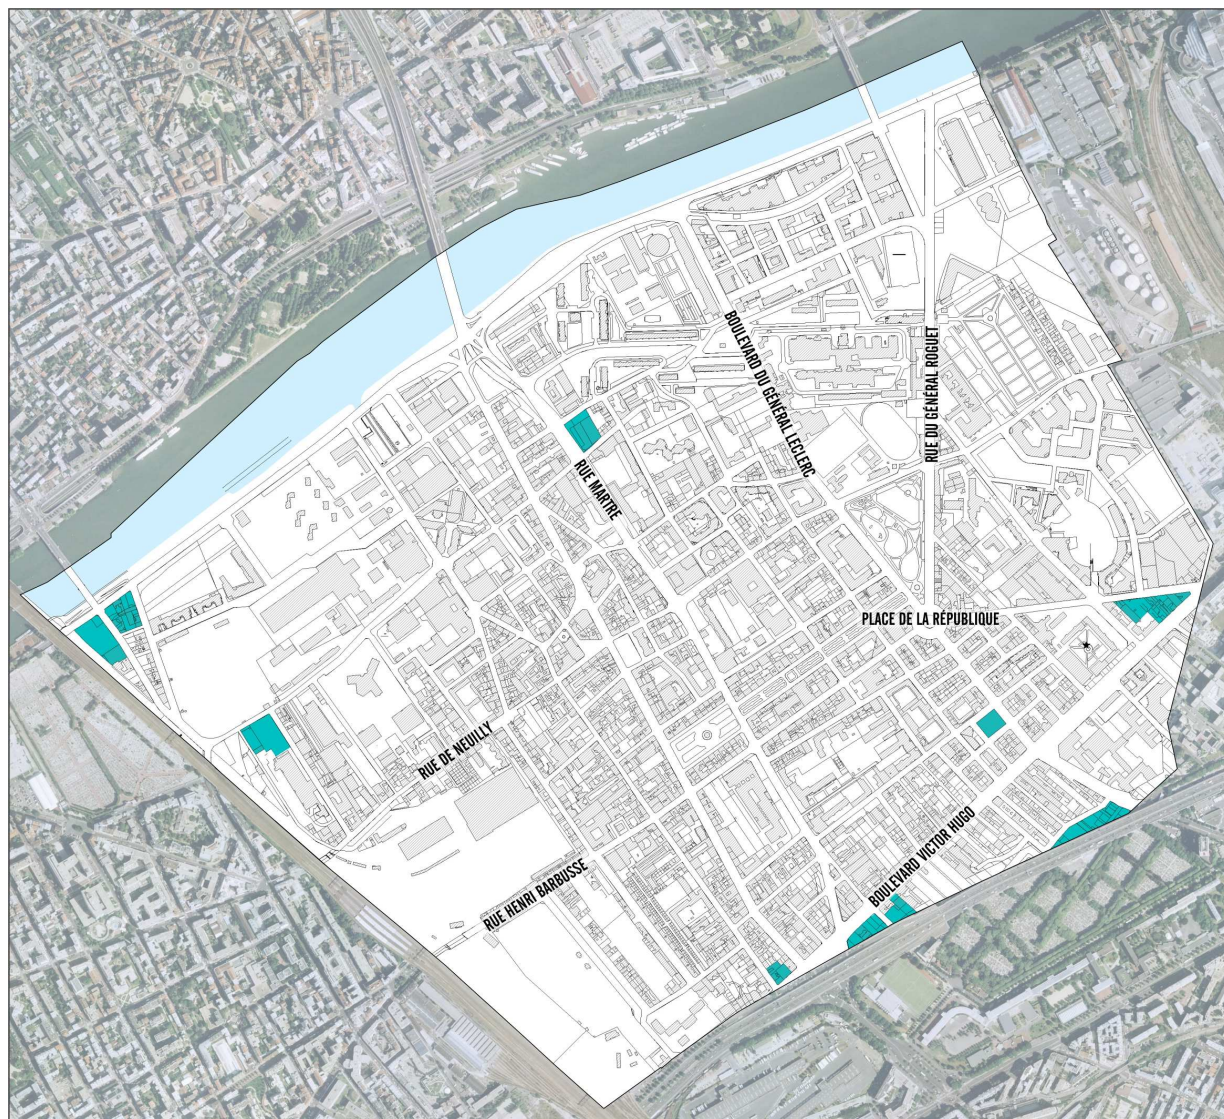 BOULEVARD DU GÉNÉRAL LECLERC
RUE DU GÉNÉRAL ROGUET
RUE MARTRE
PLACE DE LA RÉPUBLIQUE
RUE DE NEUILLY
BOULEVARD VICTOR HUGO
RUE HENRI BARBUSSE